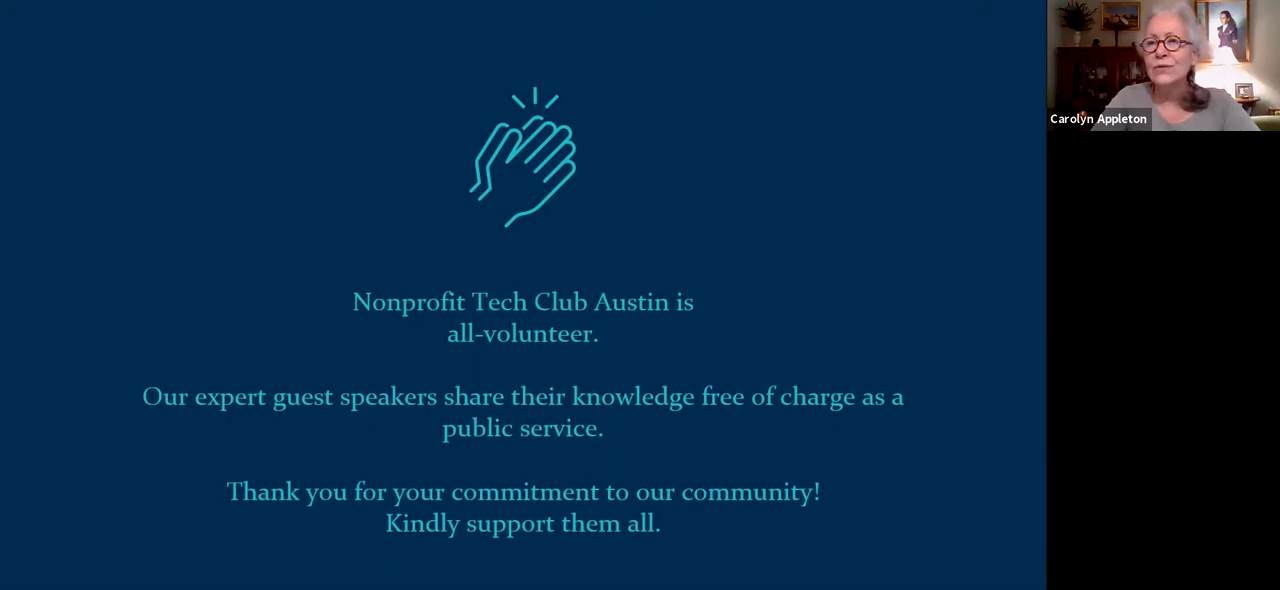 Carolyn Appleton
Nonprofit Tech Club Austin is
all-volunteer.
Our expert guest speakers share their knowledge free of charge as a
public service.
Thank you for your commitment to our community!
Kindly support them all.